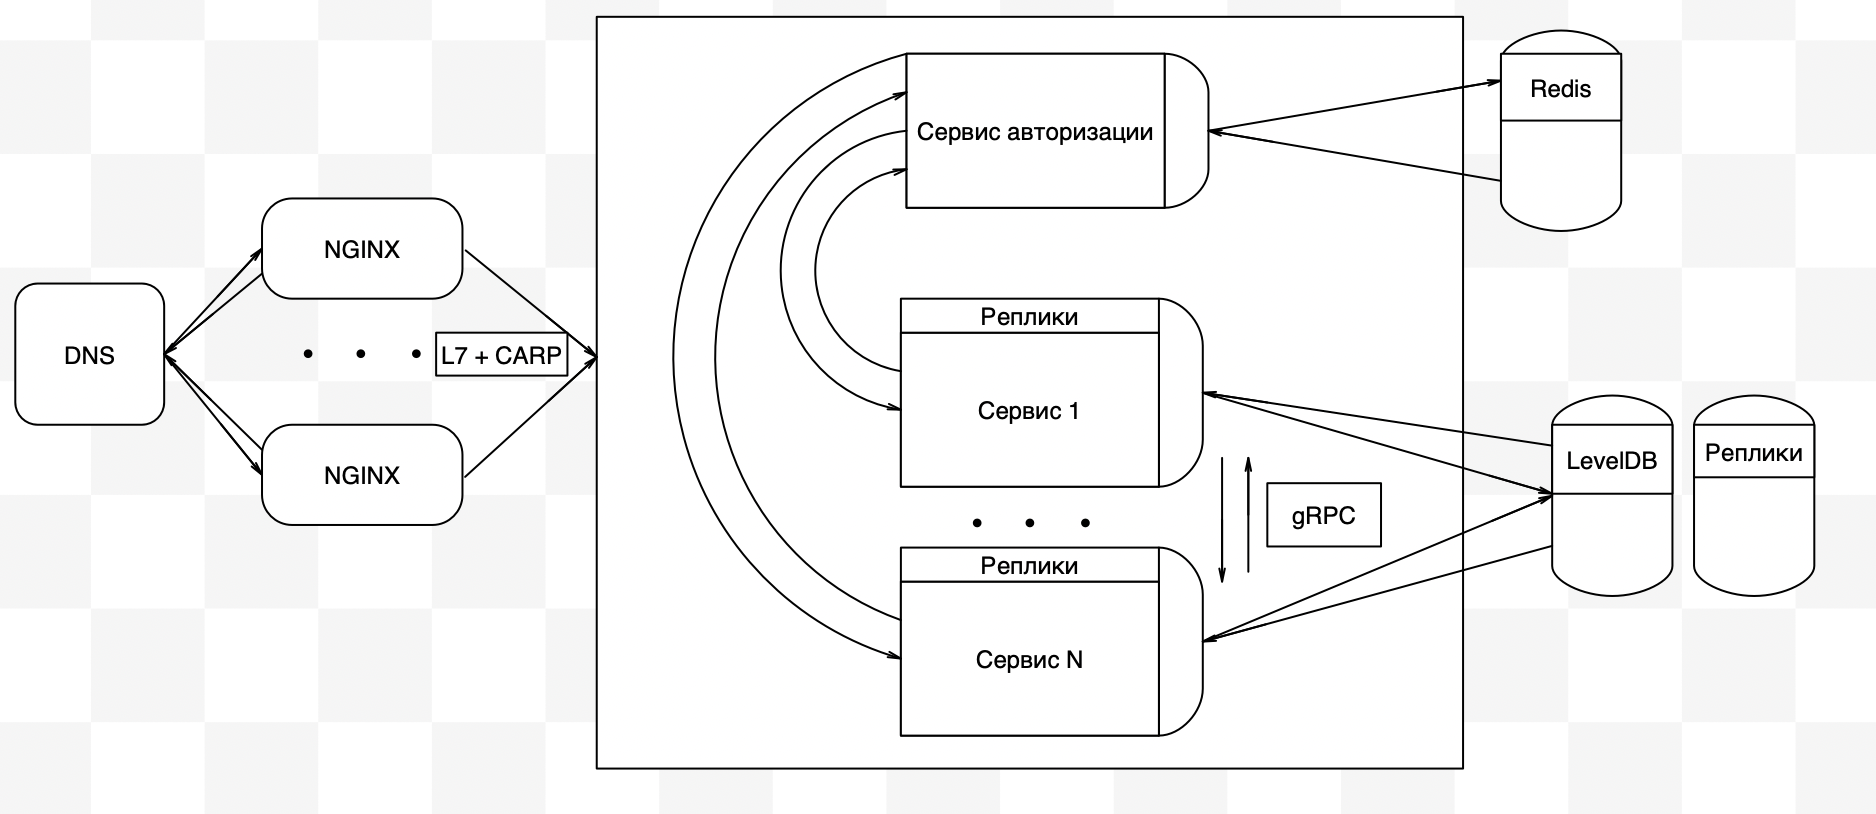 DNS
NGINX
NGINX
L7 + CARP
Сервис авторизации
Реплики
Сервис 1
Реплики
Сервис N
gRPC
Redis
LevelDB
Реплики